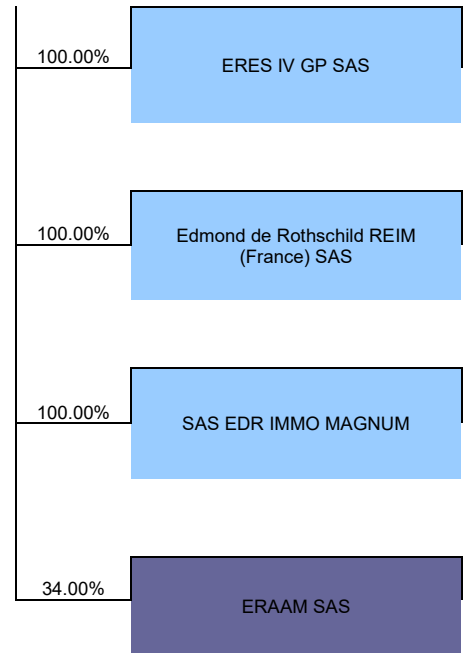 100.00%
ERES IV GP SAS
100.00%
Edmond de Rothschild REIM
(France) SAS
100.00%
SAS EDR IMMO MAGNUM
34.00%
ERAAM SAS